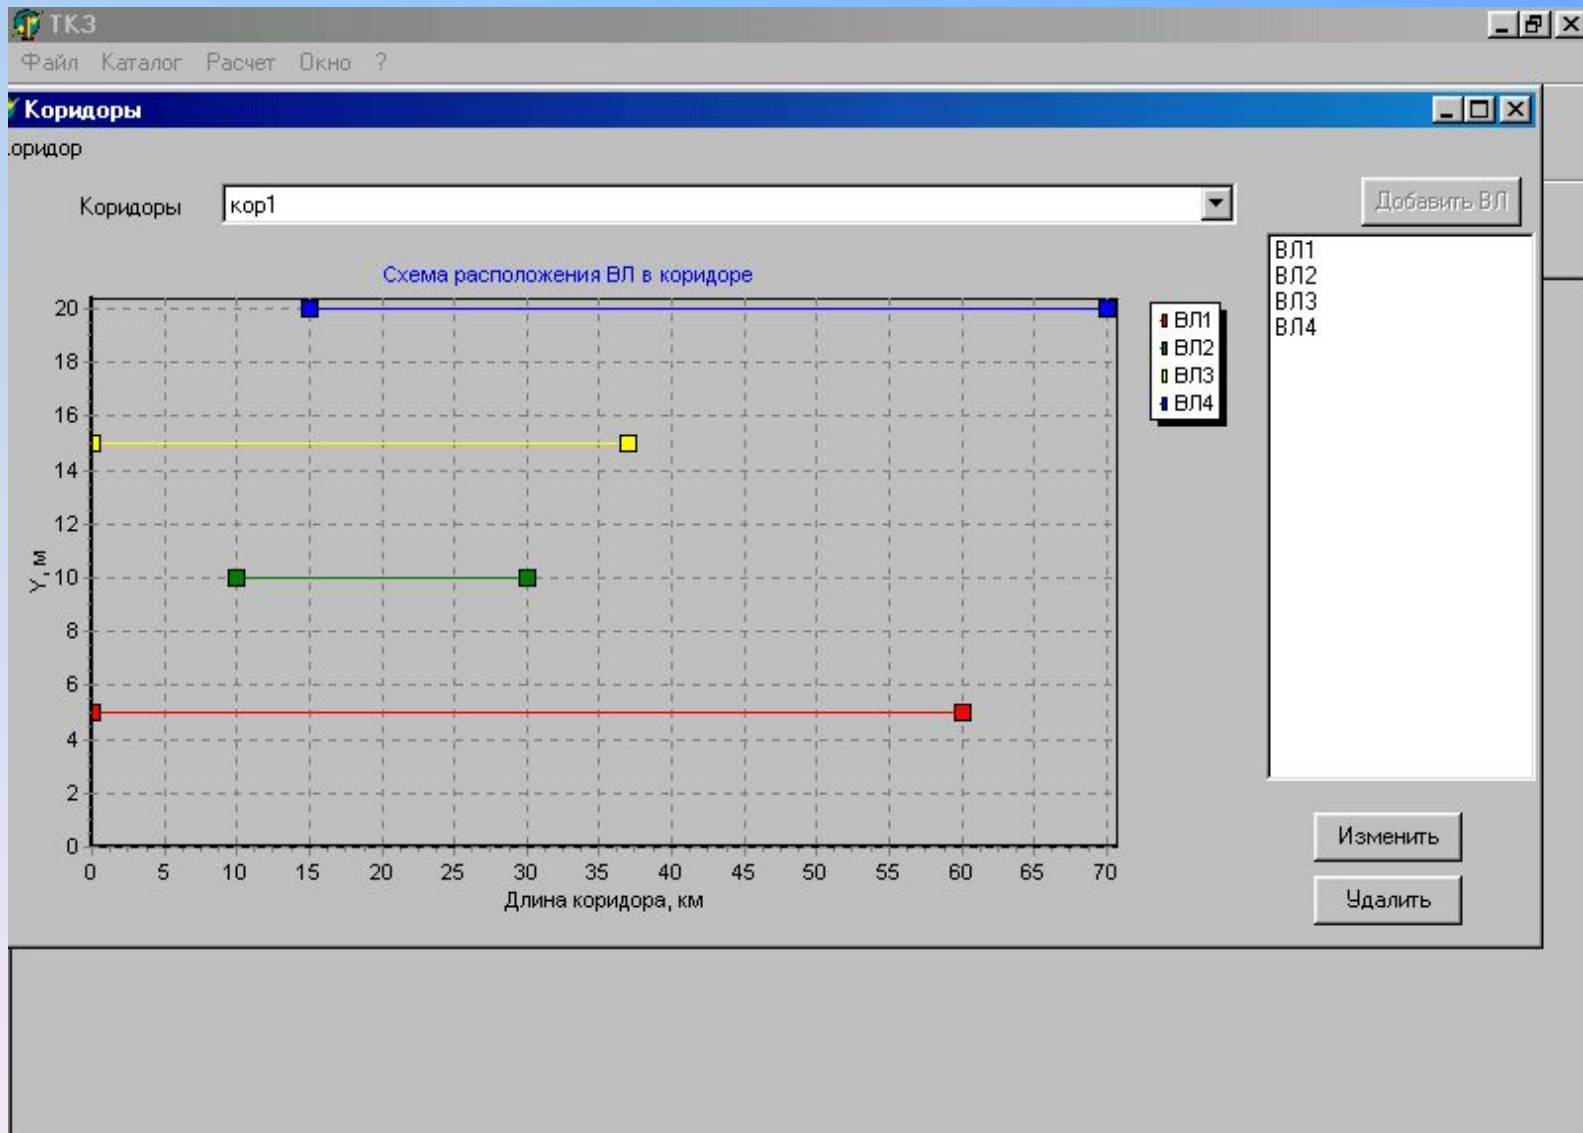 ТКЗ
Файл Каталог Расчет Окно ?
Коридоры
оридор
Коридоры кор1 Добавить ВЛ
ВЛ1
ВЛ2
ВЛ3
ВЛ4
Схема расположения ВЛ в коридоре
20
18
16
14
12
10
8
6
4
2
0
Y, м
0 5 10 15 20 25 30 35 40 45 50 55 60 65 70
Длина коридора, км
ВЛ1
ВЛ2
ВЛ3
ВЛ4
Изменить
Удалить